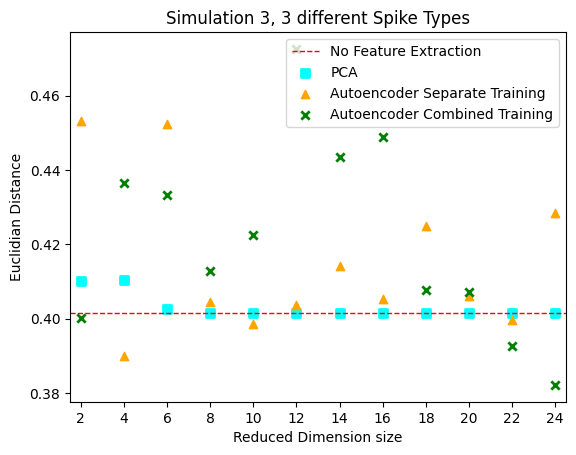 Simulation 3, 3 different Spike Types
No Feature Extraction
PCA
Autoencoder Separate Training
Autoencoder Combined Training
Euclidian Distance
0.46
0.44
0.42
0.40
0.38
2 4 6 8 10 12 14 16 18 20 22 24
Reduced Dimension size